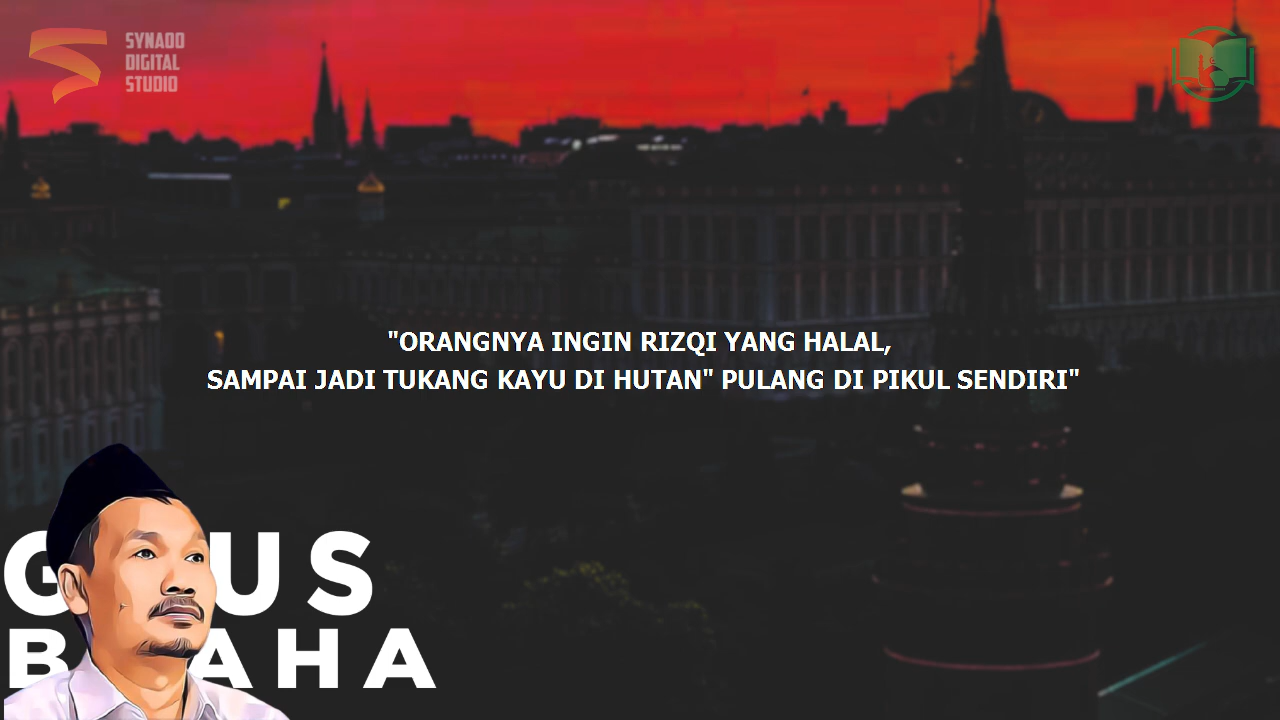 SYNADO
DIGITAL
STUDIO
"ORANGNYA INGIN RIZQI YANG HALAL,
SAMPAI JADI TUKANG KAYU DI HUTAN" PULANG DI PIKUL SENDIRI"
GUS
BAHA